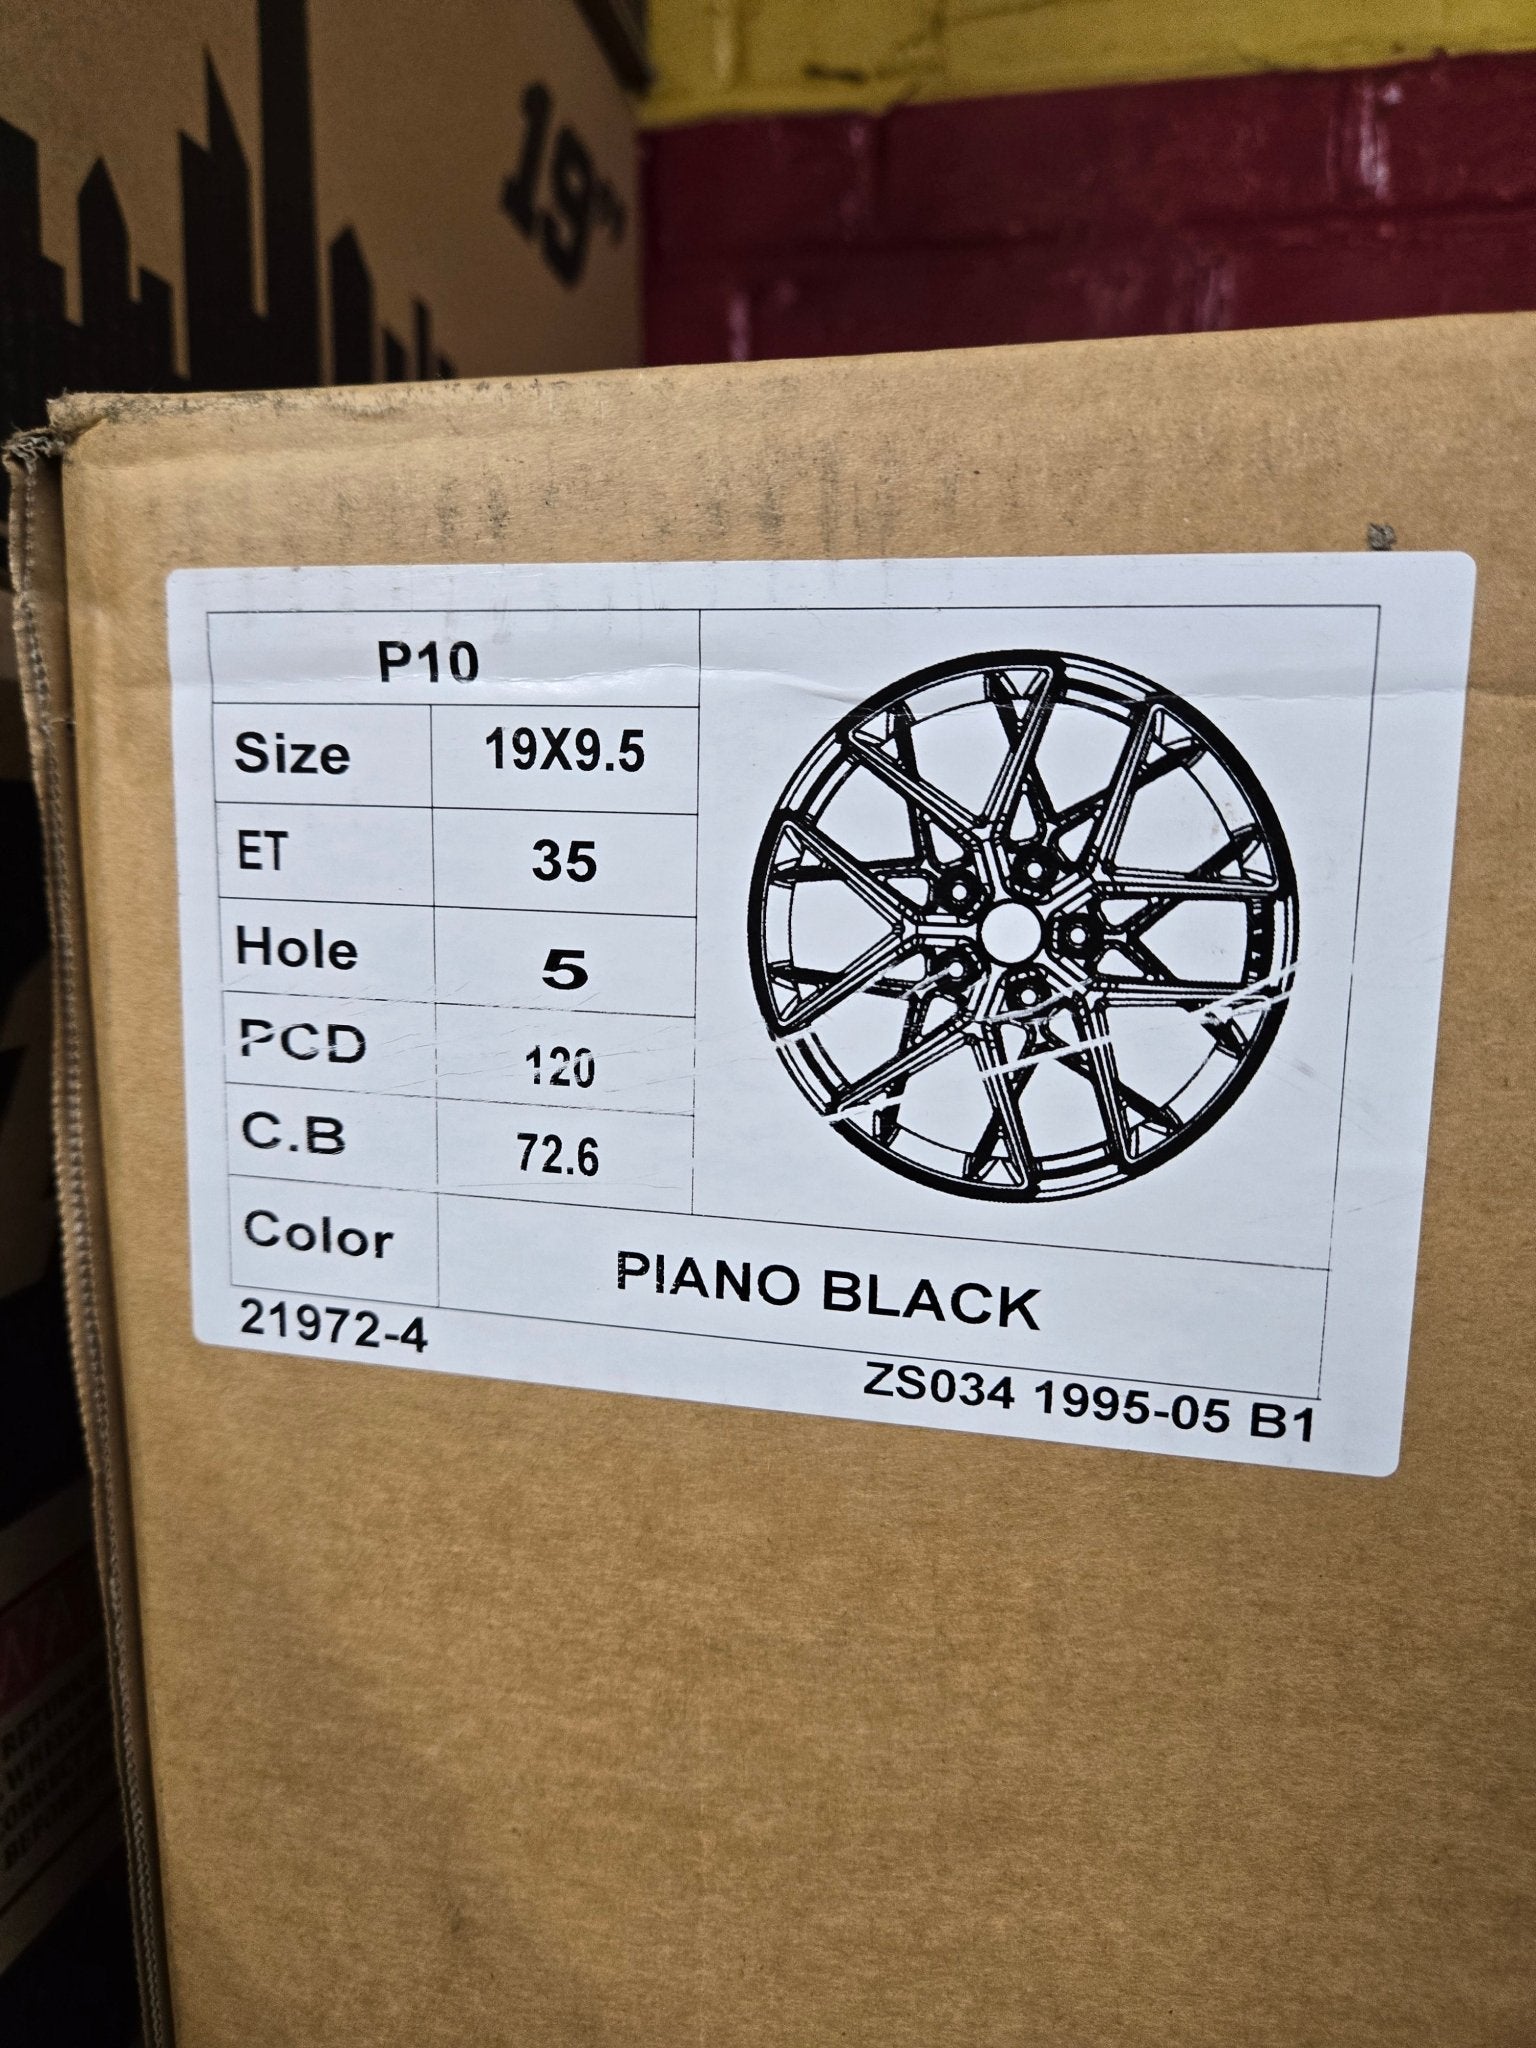 19"
P10
Size 19X9.5
ET 35
Hole 5
PCD 120
C.B 72.6
Color PIANO BLACK
21972-4
ZS034 1995-05 B1